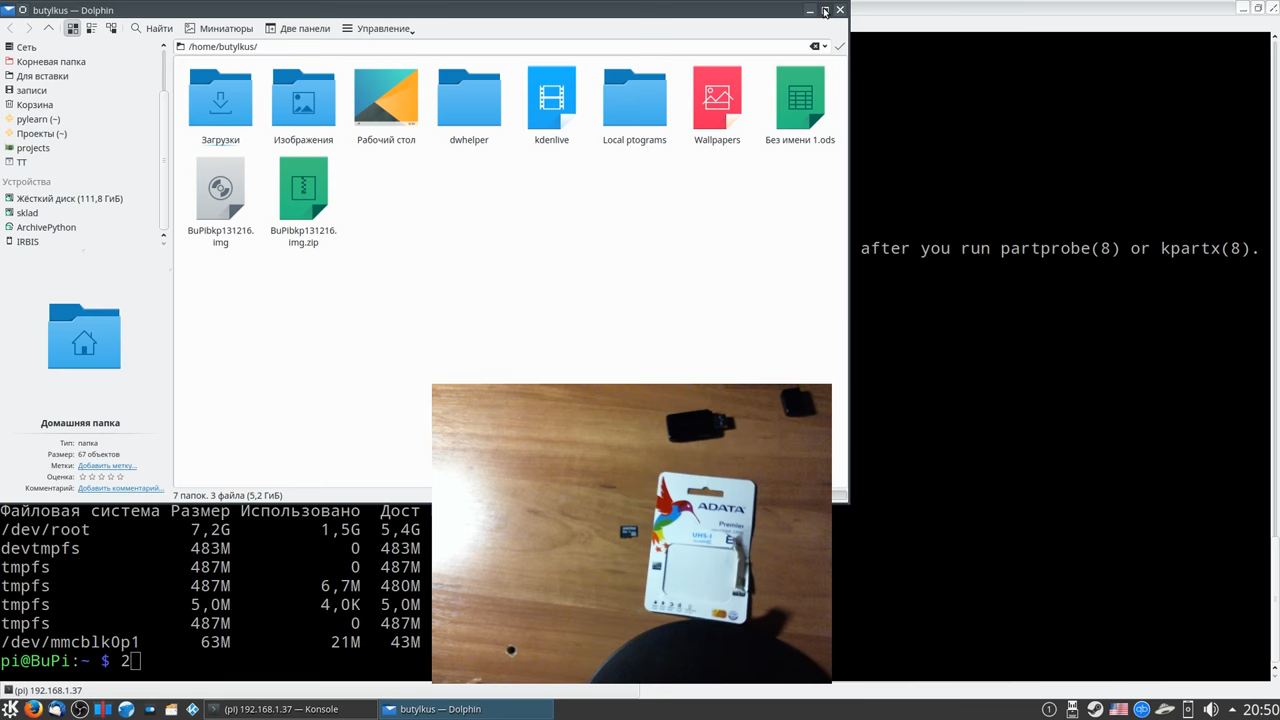 butylkus — Dolphin
Найти
Миниатюры
Две панели
Управление
/home/butylkus/
Сеть
Корневая папка
Для вставки
записи
Корзина
pylearn (~)
Проекты (~)
projects
TT
Устройства
Жёсткий диск (111,8 ГиБ)
sklad
ArchivePython
IRBIS
Загрузки
Изображения
Рабочий стол
dwhelper
kdenlive
Local ptograms
Wallpapers
Без имени 1.ods
BuPibkp131216.
img
BuPibkp131216.
img.zip
Домашняя папка
Тип: папка
Размер: 67 объектов
Метки: Добавить метку...
Оценка:
Комментарий: Добавить комментарий...
7 папок. 3 файла (5,2 ГиБ)
after you run partprobe(8) or kpartx(8).
Файловая система Размер Использовано Дост
/dev/root 7,2G 1,5G 5,4G
devtmpfs 483M 0 483M
tmpfs 487M 0 487M
tmpfs 487M 6,7M 480M
tmpfs 5,0M 4,0K 5,0M
tmpfs 487M 0 487M
/dev/mmcblk0p1 63M 21M 43M
pi@BuPi:~ $ 2
ADATA
Premier
UHS-I
(pi) 192.168.1.37
(pi) 192.168.1.37 — Konsole
butylkus — Dolphin
1
20:50